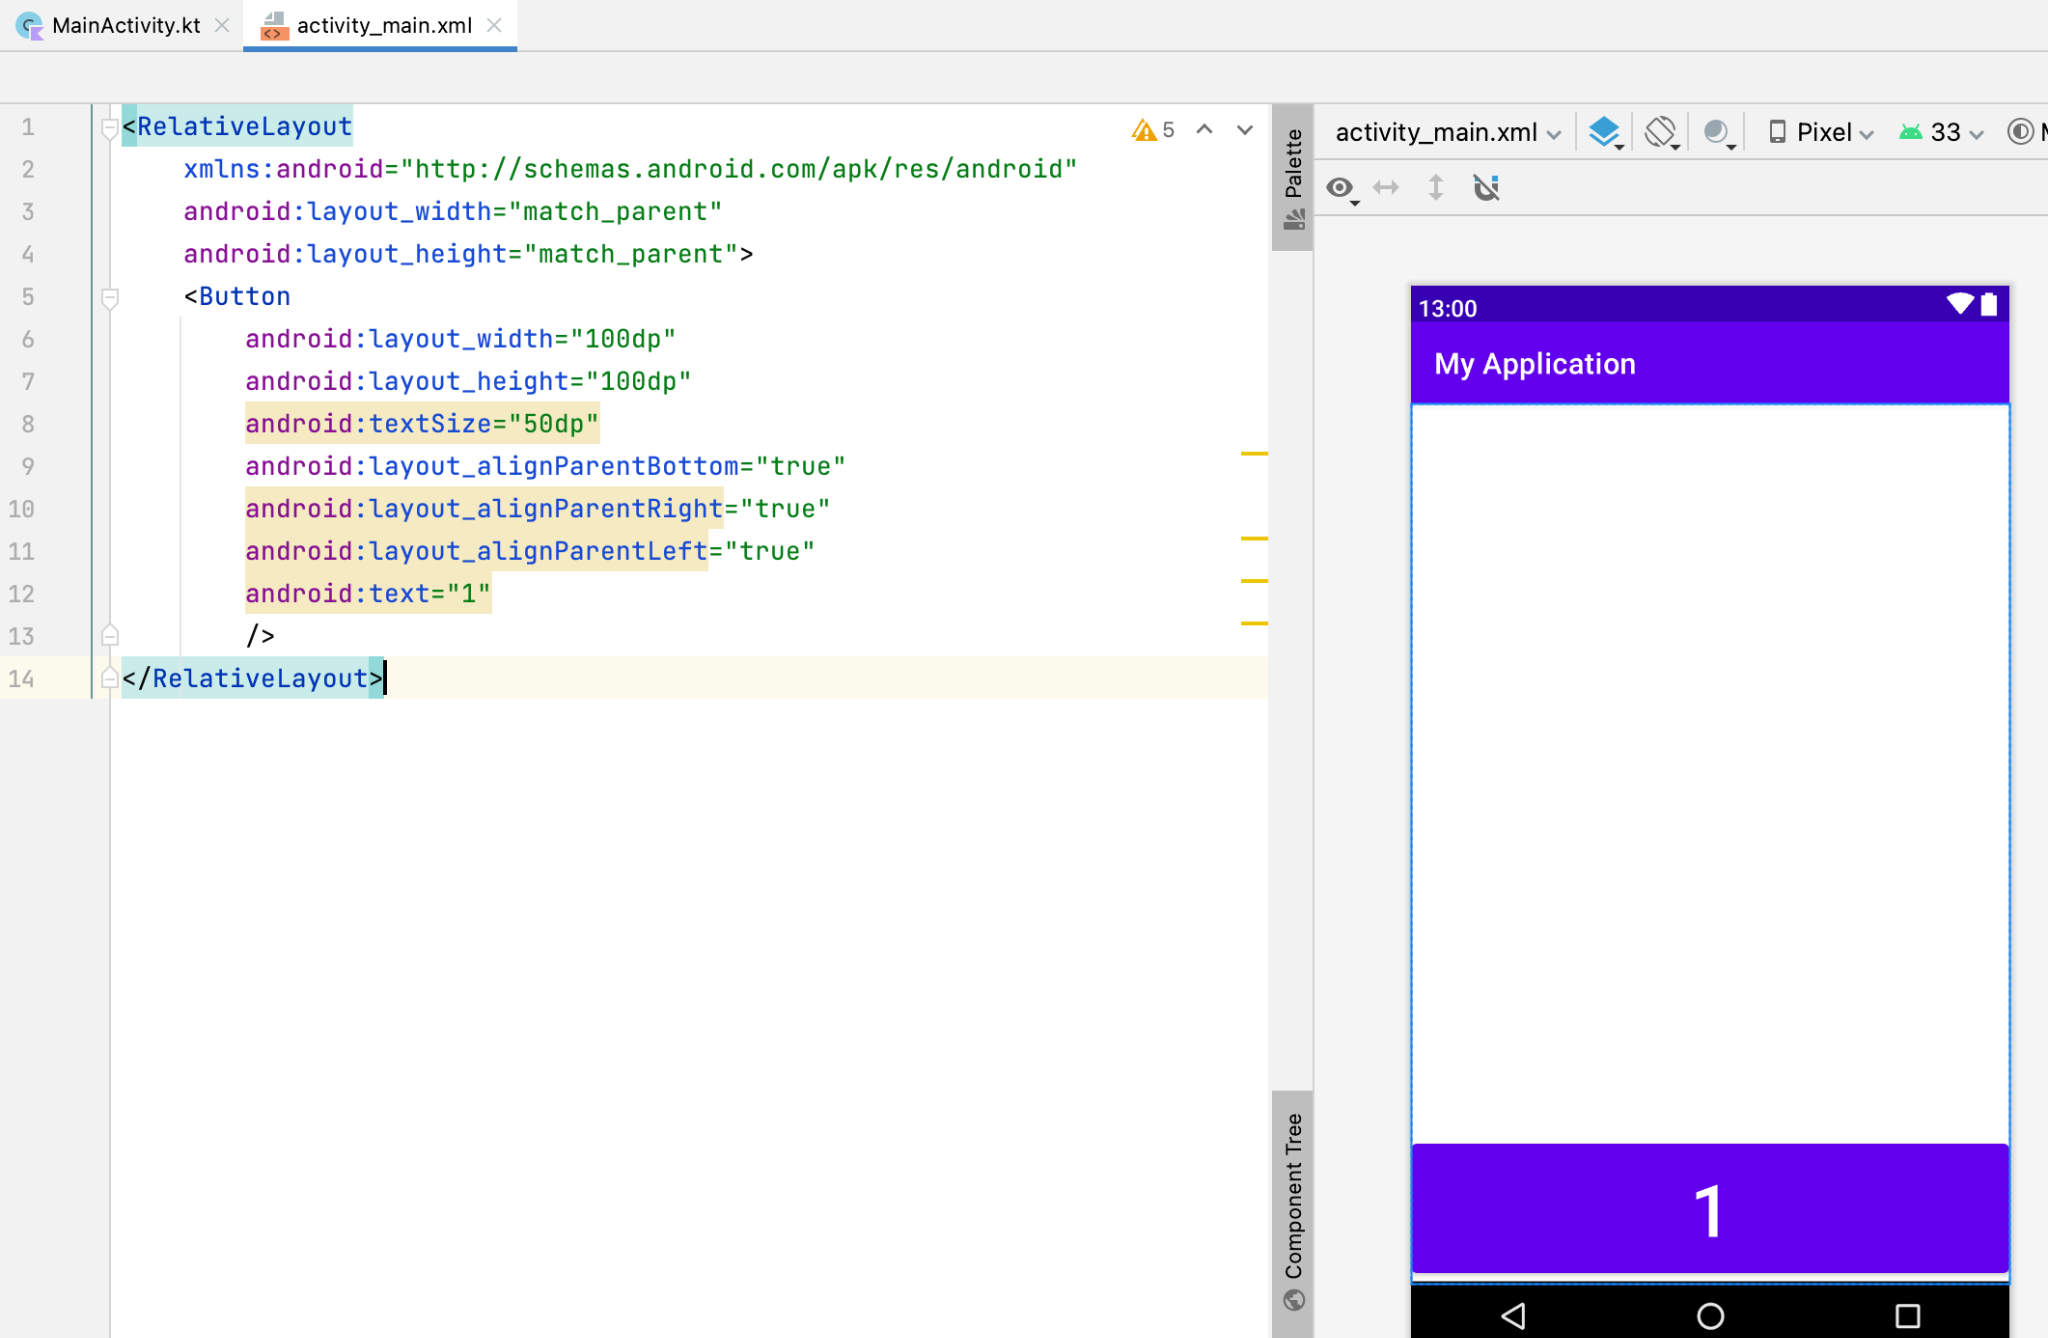 MainActivity.kt
activity_main.xml
1 <RelativeLayout
2 xmlns:android="http://schemas.android.com/apk/res/android"
3 android:layout_width="match_parent"
4 android:layout_height="match_parent">
5 <Button
6 android:layout_width="100dp"
7 android:layout_height="100dp"
8 android:textSize="50dp"
9 android:layout_alignParentBottom="true"
10 android:layout_alignParentRight="true"
11 android:layout_alignParentLeft="true"
12 android:text="1"
13 />
14 </RelativeLayout>
5
Palette
Component Tree
activity_main.xml
Pixel
33
13:00
My Application
1